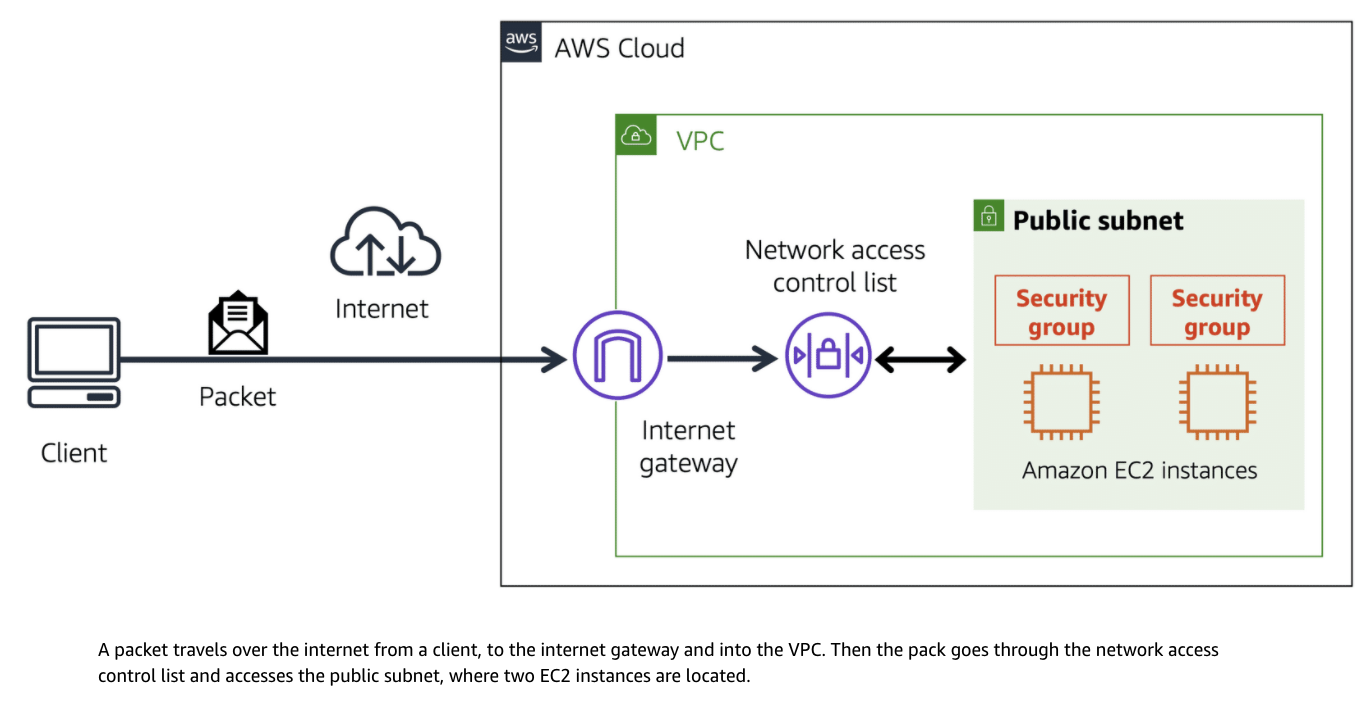 aws
AWS Cloud
VPC
Public subnet
Network access
control list
Internet
Security
group
Security
group
Packet
Client
Internet
gateway
Amazon EC2 instances
A packet travels over the internet from a client, to the internet gateway and into the VPC. Then the pack goes through the network access
control list and accesses the public subnet, where two EC2 instances are located.